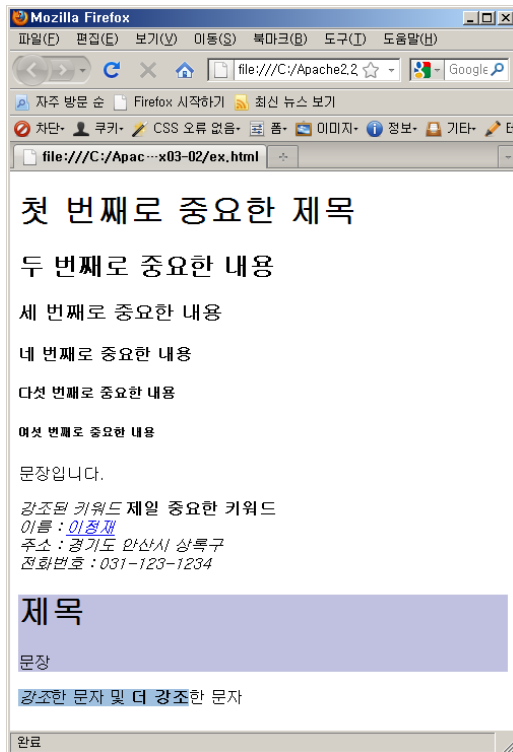 Mozilla Firefox
파일(F) 편집(E) 보기(V) 이동(S) 북마크(B) 도구(T) 도움말(H)
file:///C:/Apache2,2 Google
자주 방문 순 Firefox 시작하기 최신 뉴스 보기
차단 쿠키 CSS 오류 없음 폼 이미지 정보 기타
file:///C:/Apac…x03-02/ex.html
첫 번째로 중요한 제목
두 번째로 중요한 내용
세 번째로 중요한 내용
네 번째로 중요한 내용
다섯 번째로 중요한 내용
여섯 번째로 중요한 내용
문장입니다.
강조된 키워드 제일 중요한 키워드
이름 : 이정재
주소 : 경기도 안산시 상록구
전화번호 : 031-123-1234
제목
문장
강조한 문자 및 더 강조한 문자
완료